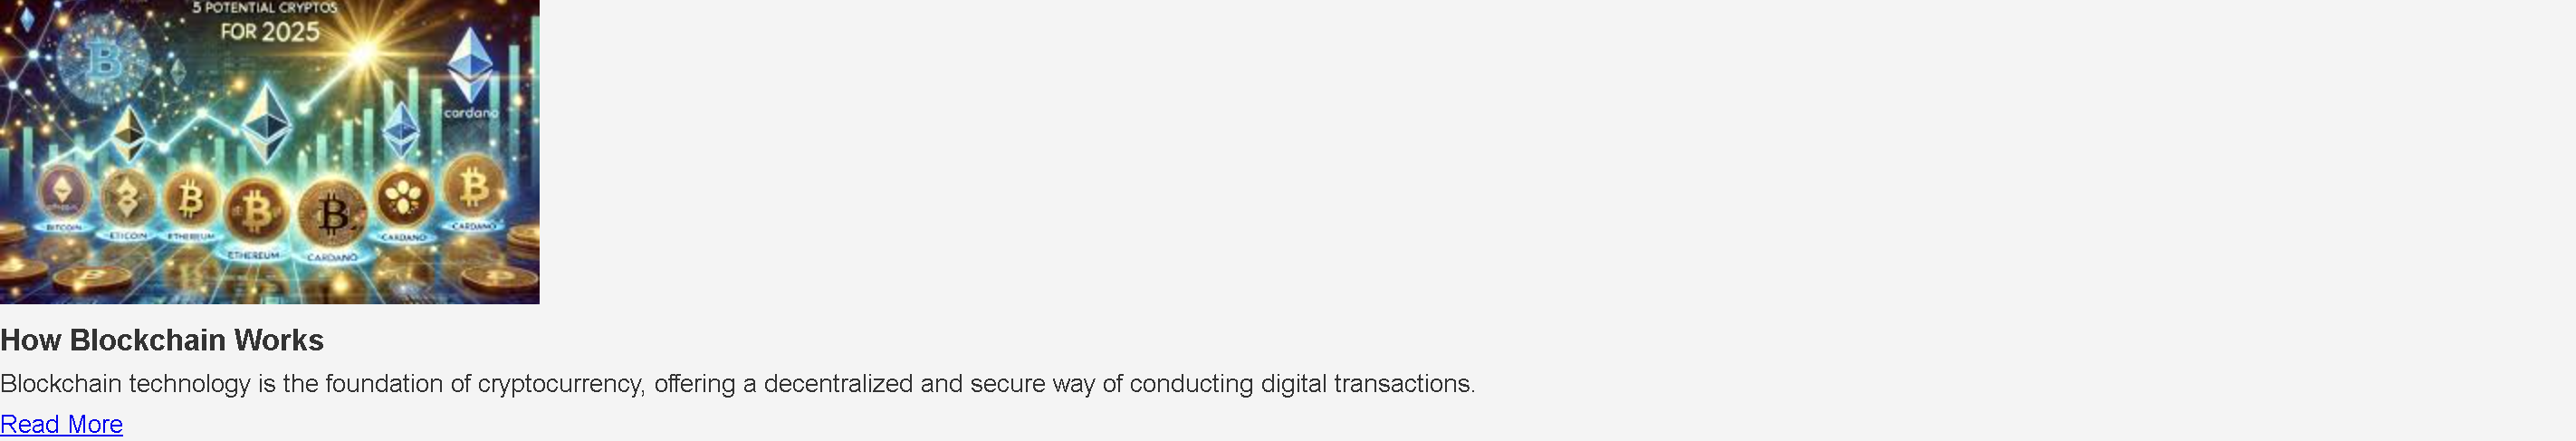 5 POTENTIAL CRYPTOS
FOR 2025
cardano
BITCOIN
ETICOIN
ETHEREUM
ETHEREUM
CARDANO
CARDANO
CARDANO
How Blockchain Works
Blockchain technology is the foundation of cryptocurrency, offering a decentralized and secure way of conducting digital transactions.
Read More